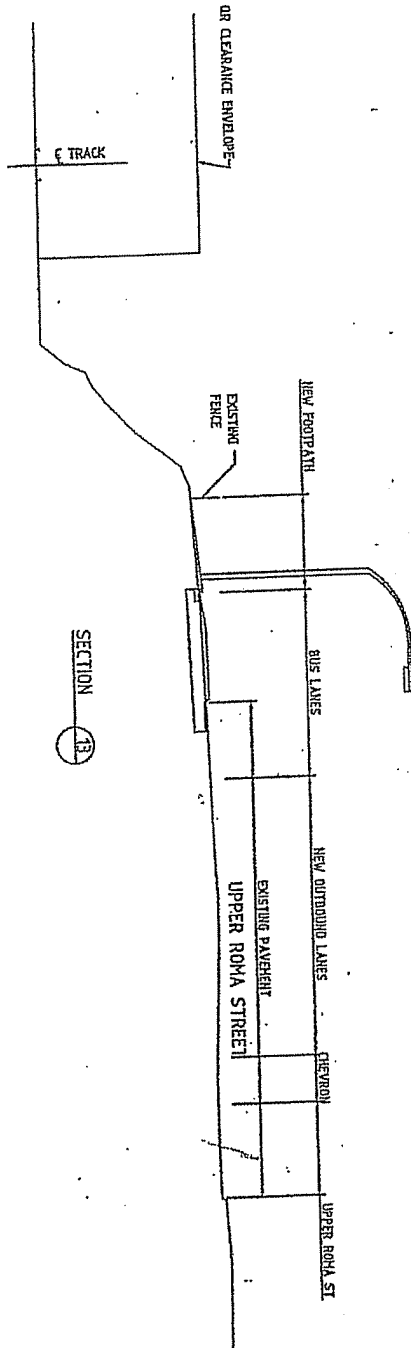 QR CLEARANCE ENVELOPE
℄ TRACK
EXISTING
FENCE
NEW FOOTPATH
BUS LANES
NEW OUTBOUND LANES
CHEVRON
UPPER ROMA ST.
EXISTING PAVEMENT
UPPER ROMA STREET
SECTION
13